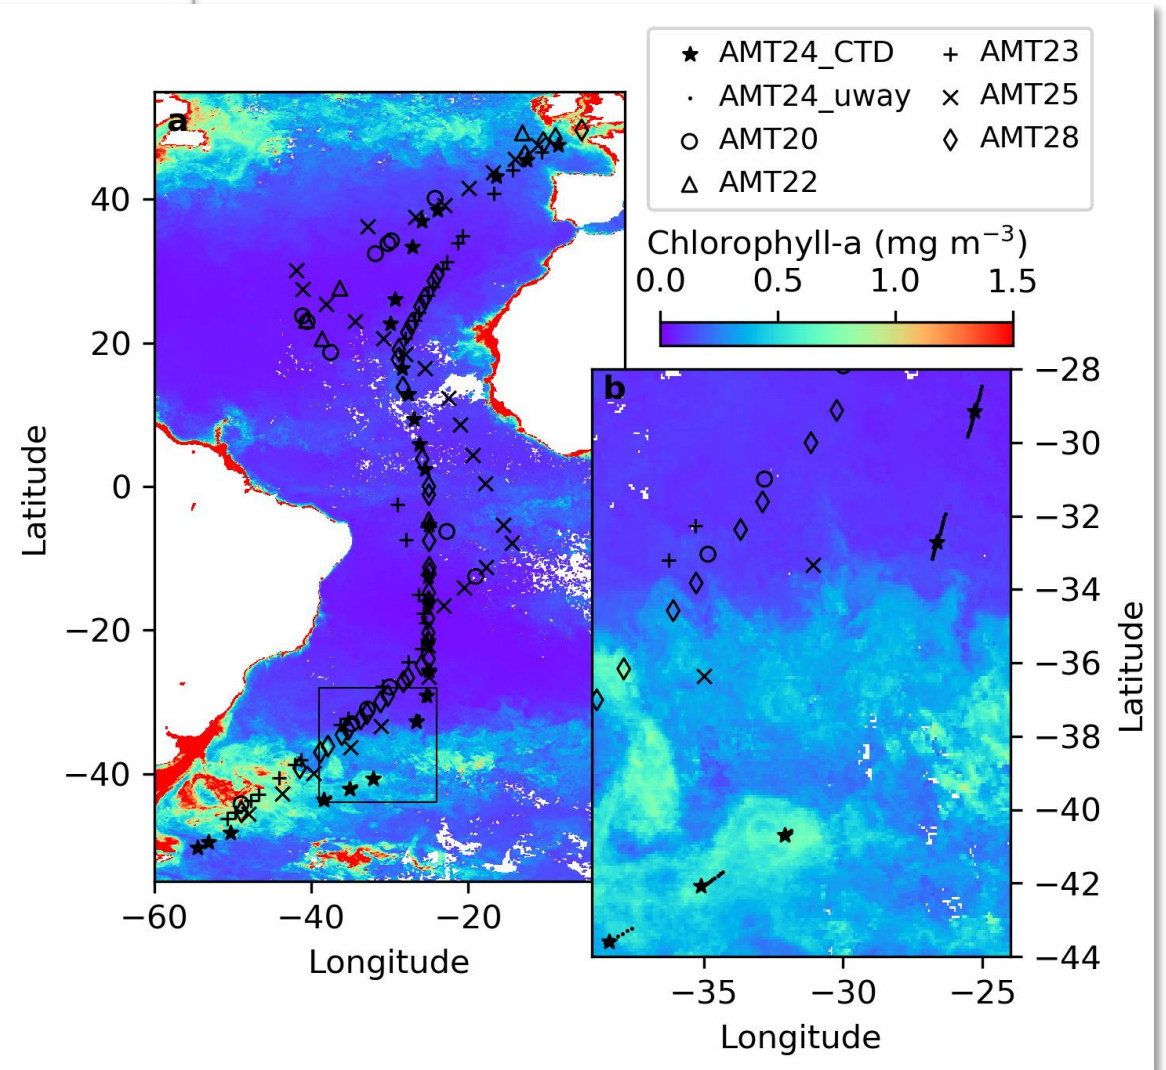 AMT24_CTD
AMT24_uway
AMT20
AMT22
AMT23
AMT25
AMT28
Chlorophyll-a (mg m⁻³)
0.0 0.5 1.0 1.5
a
40
20
0
−20
−40
Latitude
−60 −40 −20
Longitude
b
−28
−30
−32
−34
−36
−38
−40
−42
−44
Latitude
−35 −30 −25
Longitude